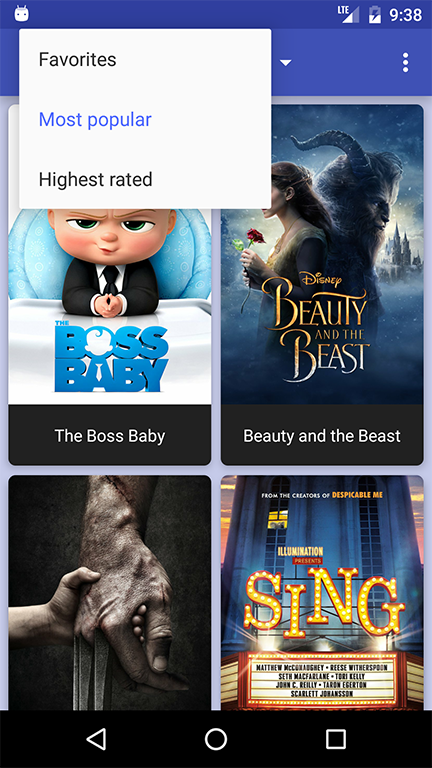 LTE
9:38
Favorites
Most popular
Highest rated
THE
BOSS
BABY
Disney
BEAUTY
AND THE
BEAST
The Boss Baby
Beauty and the Beast
FROM THE CREATORS OF DESPICABLE ME
ILLUMINATION
PRESENTS
SING
MATTHEW McCONAUGHEY • REESE WITHERSPOON
SETH MACFARLANE • TORI KELLY
JOHN C. REILLY • TARON EGERTON
SCARLETT JOHANSSON